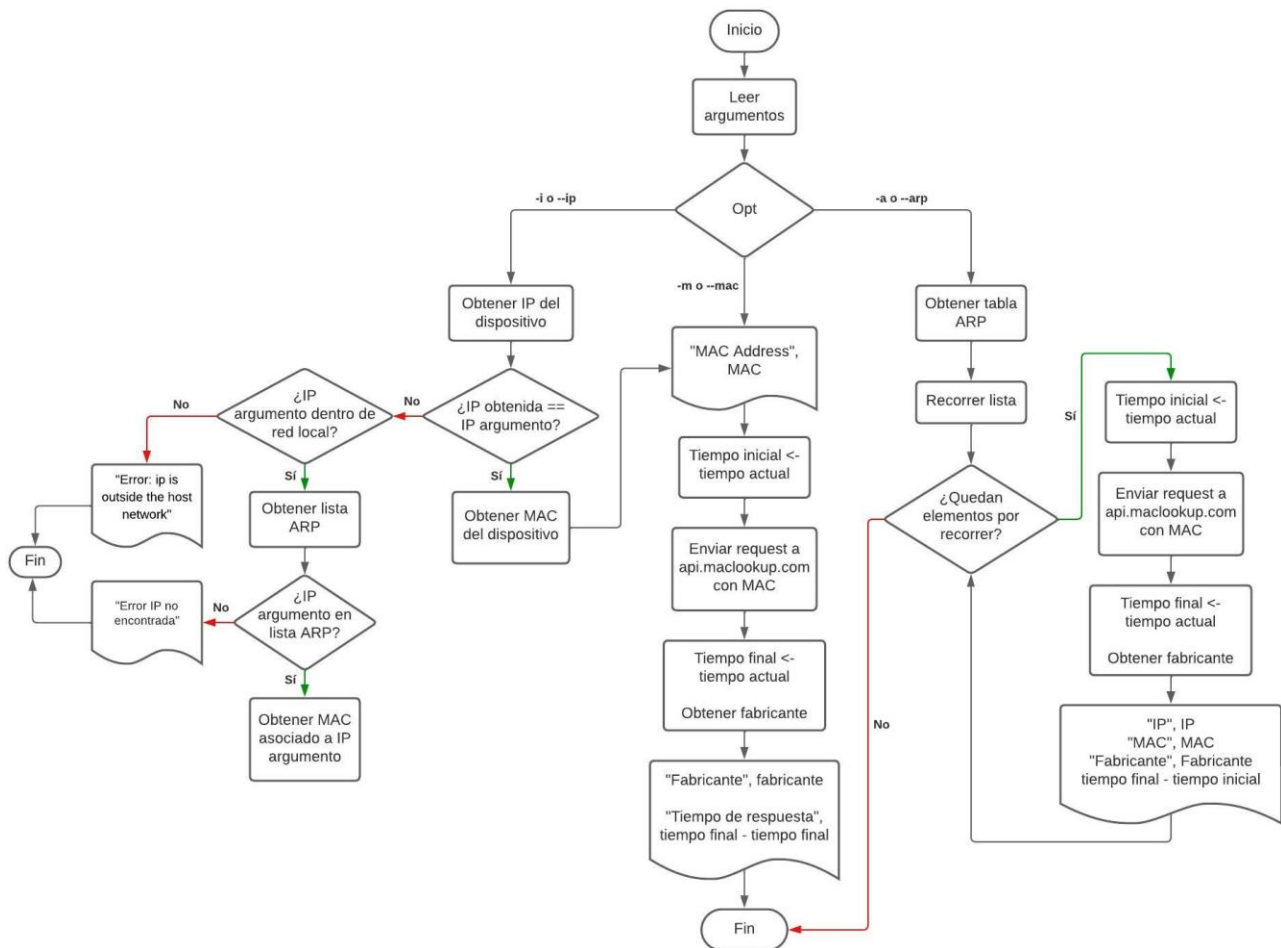 Inicio
Leer
argumentos
Opt
-i o --ip
-a o --arp
-m o --mac
Obtener IP del
dispositivo
¿IP obtenida ==
IP argumento?
No
Sí
¿IP
argumento dentro de
red local?
No
Sí
"Error: ip is
outside the host
network"
Fin
Obtener lista
ARP
¿IP
argumento en
lista ARP?
No
Sí
"Error IP no
encontrada"
Obtener MAC
asociado a IP
argumento
Obtener MAC
del dispositivo
"MAC Address",
MAC
Tiempo inicial <-
tiempo actual
Enviar request a
api.maclookup.com
con MAC
Tiempo final <-
tiempo actual
Obtener fabricante
"Fabricante", fabricante
"Tiempo de respuesta",
tiempo final - tiempo final
Fin
Obtener tabla
ARP
Recorrer lista
¿Quedan
elementos por
recorrer?
No
Sí
Tiempo inicial <-
tiempo actual
Enviar request a
api.maclookup.com
con MAC
Tiempo final <-
tiempo actual
Obtener fabricante
"IP", IP
"MAC", MAC
"Fabricante", Fabricante
tiempo final - tiempo inicial